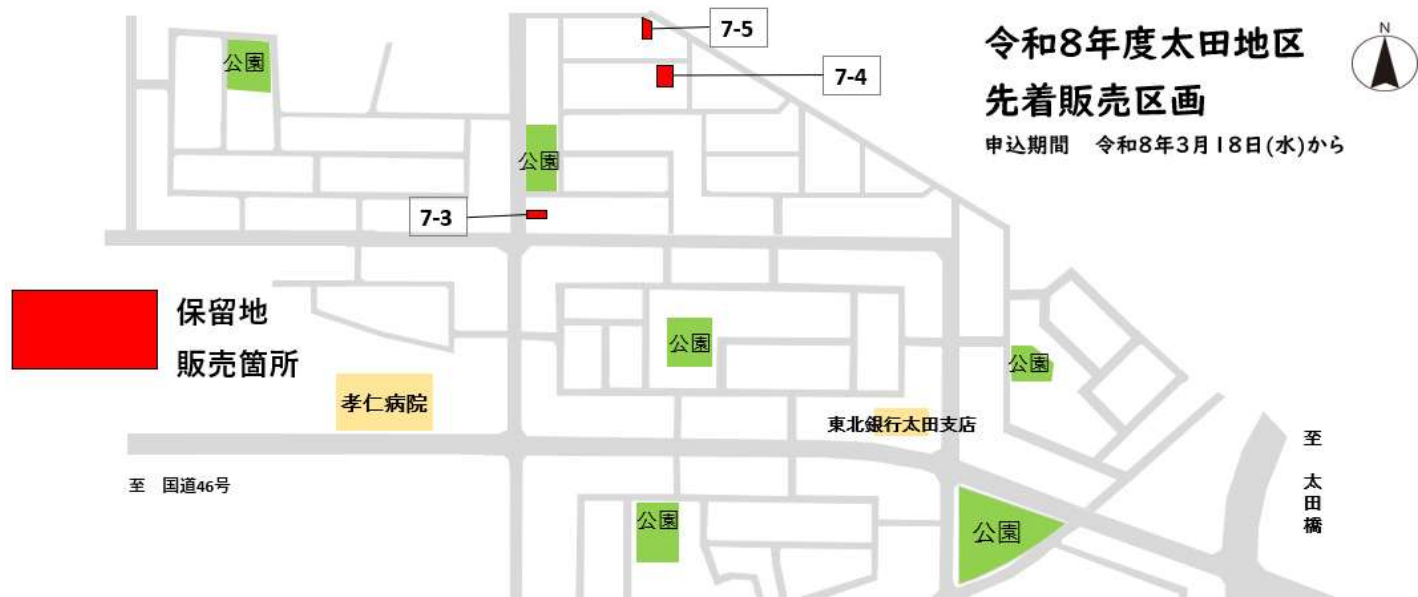 令和8年度太田地区
先着販売区画
申込期間 令和8年3月18日(水)から
N
7-5
7-4
公園
公園
7-3
保留地
販売箇所
公園
公園
孝仁病院
東北銀行太田支店
至 太田橋
至 国道46号
公園
公園